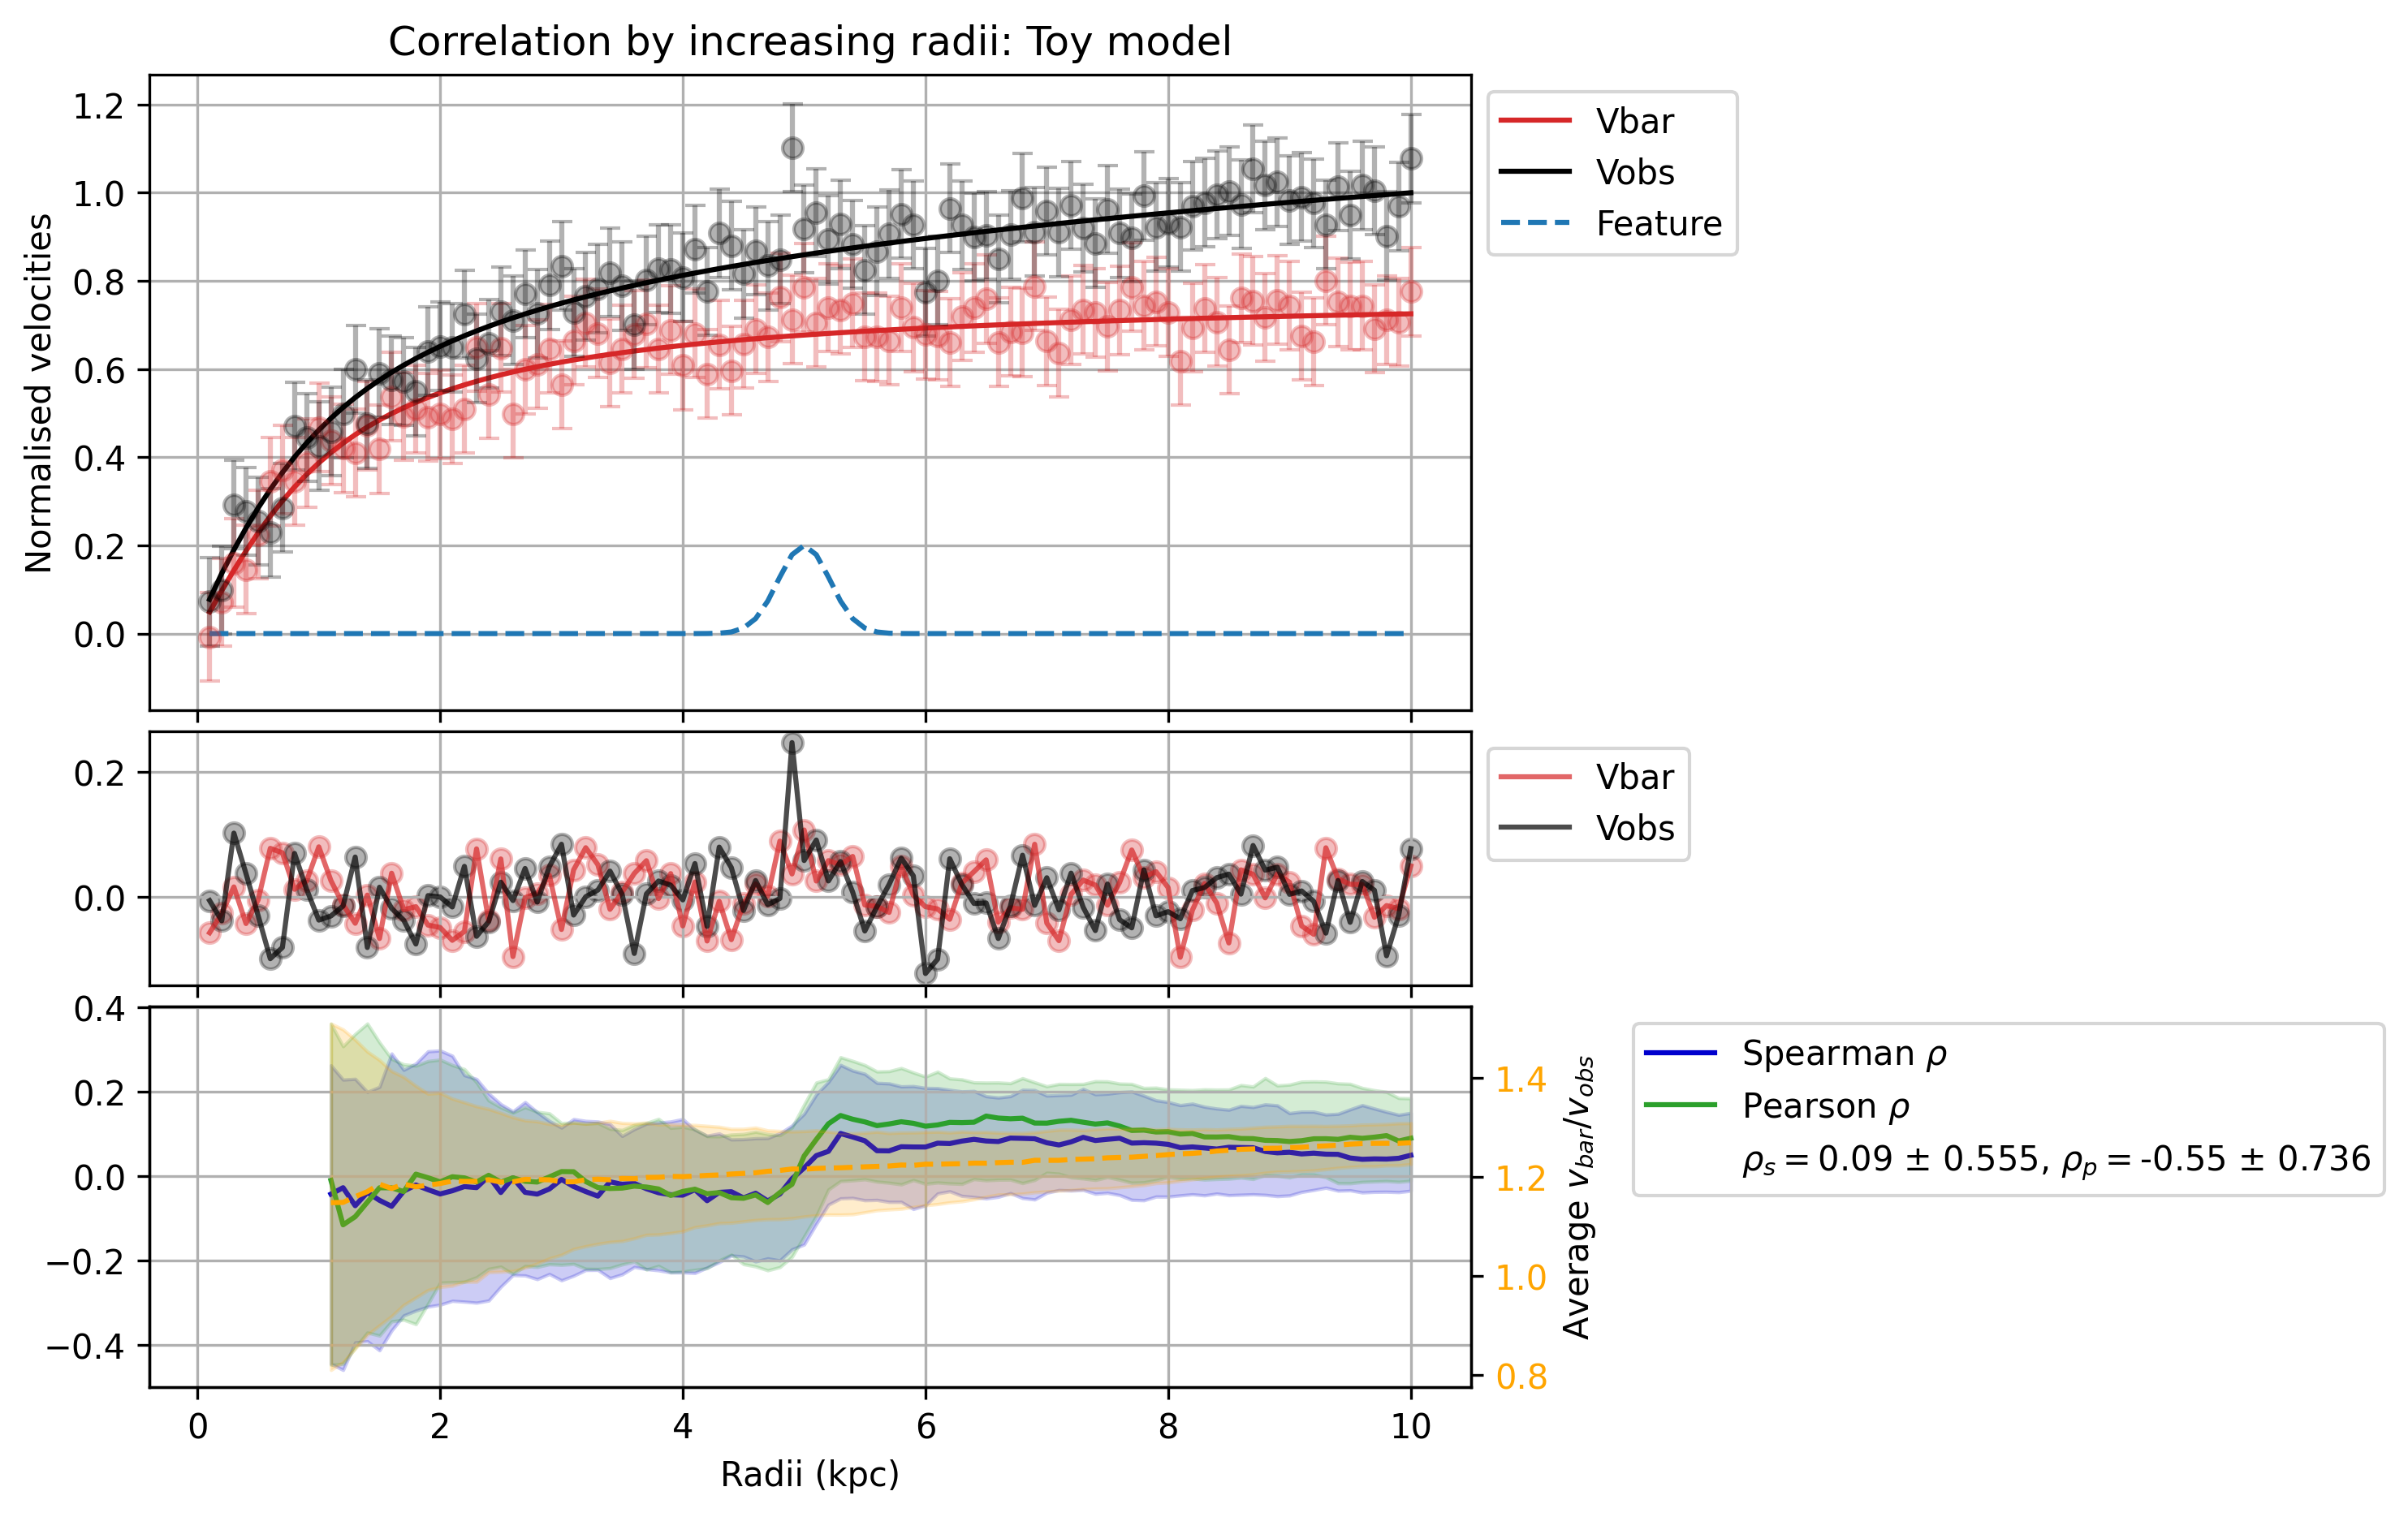 Correlation by increasing radii: Toy model
Normalised velocities
1.2
1.0
0.8
0.6
0.4
0.2
0.0
Vbar
Vobs
Feature
0.2
0.0
Vbar
Vobs
0.4
0.2
0.0
−0.2
−0.4
1.4
1.2
1.0
0.8
Average v_bar/v_obs
Spearman ρ
Pearson ρ
ρ_s = 0.09 ± 0.555, ρ_p = -0.55 ± 0.736
0 2 4 6 8 10
Radii (kpc)